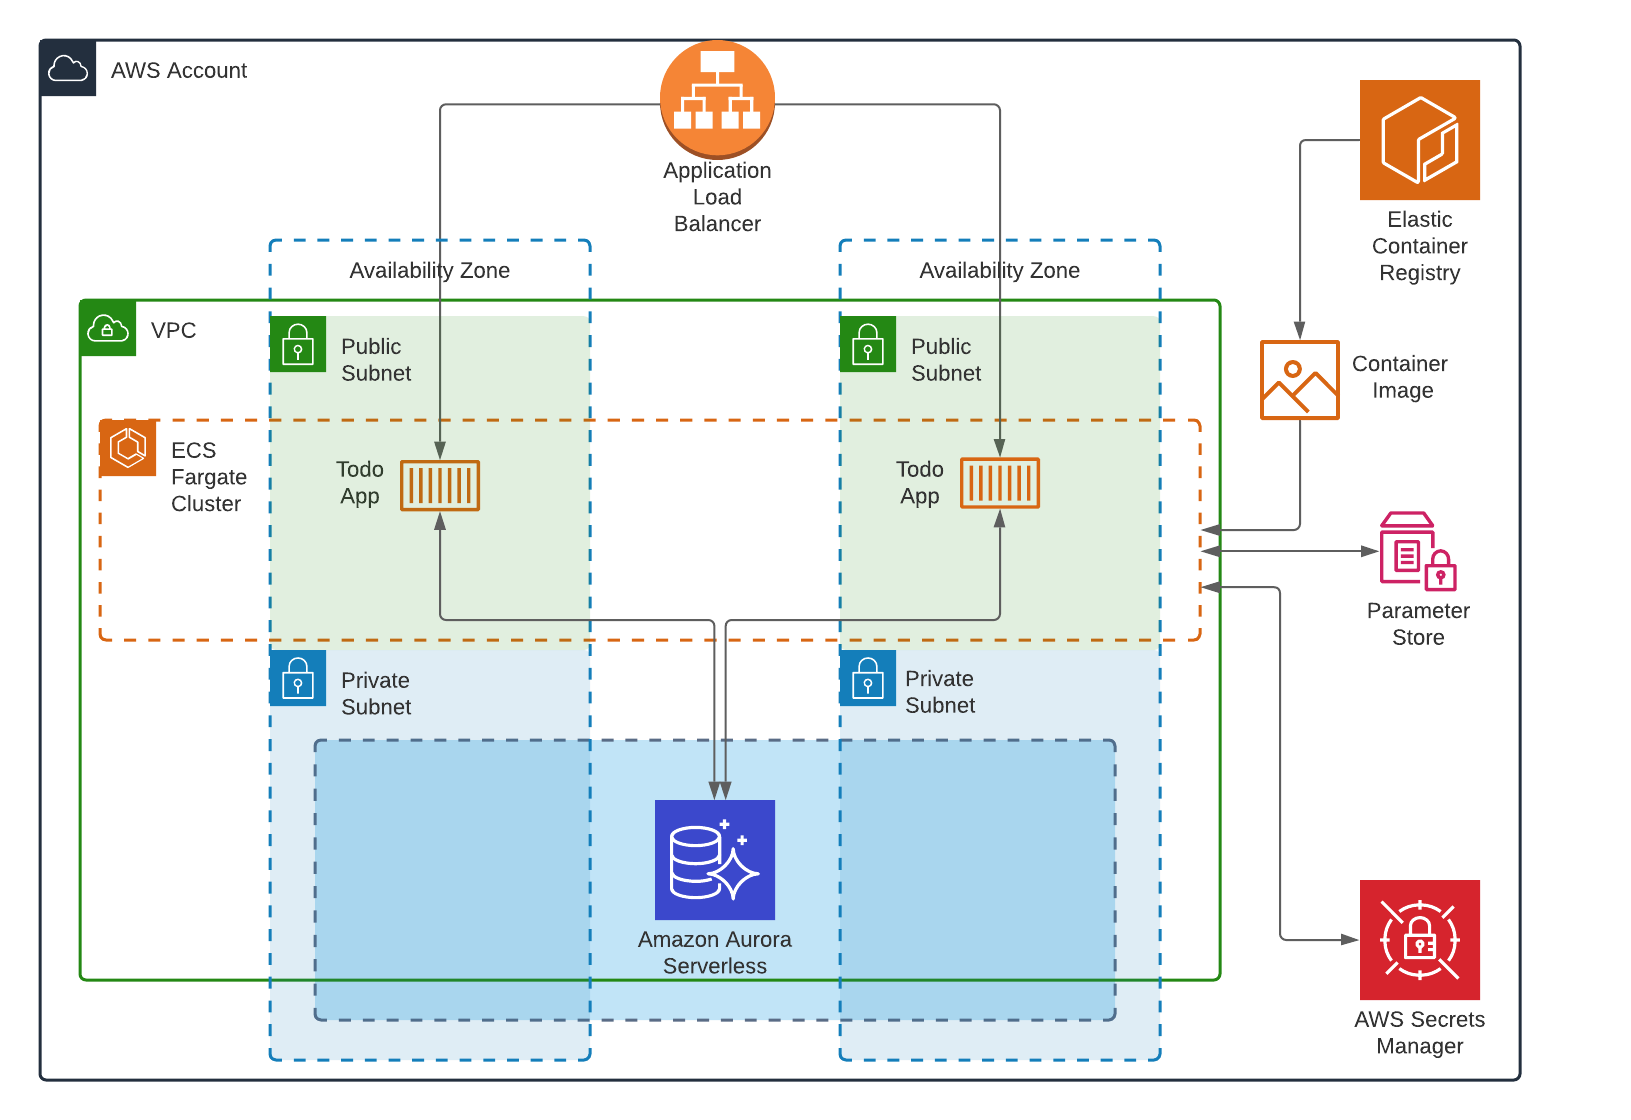 AWS Account
Application
Load
Balancer
Elastic
Container
Registry
Availability Zone
Availability Zone
VPC
Public
Subnet
Public
Subnet
Container
Image
ECS
Fargate
Cluster
Todo
App
Todo
App
Parameter
Store
Private
Subnet
Private
Subnet
Amazon Aurora
Serverless
AWS Secrets
Manager